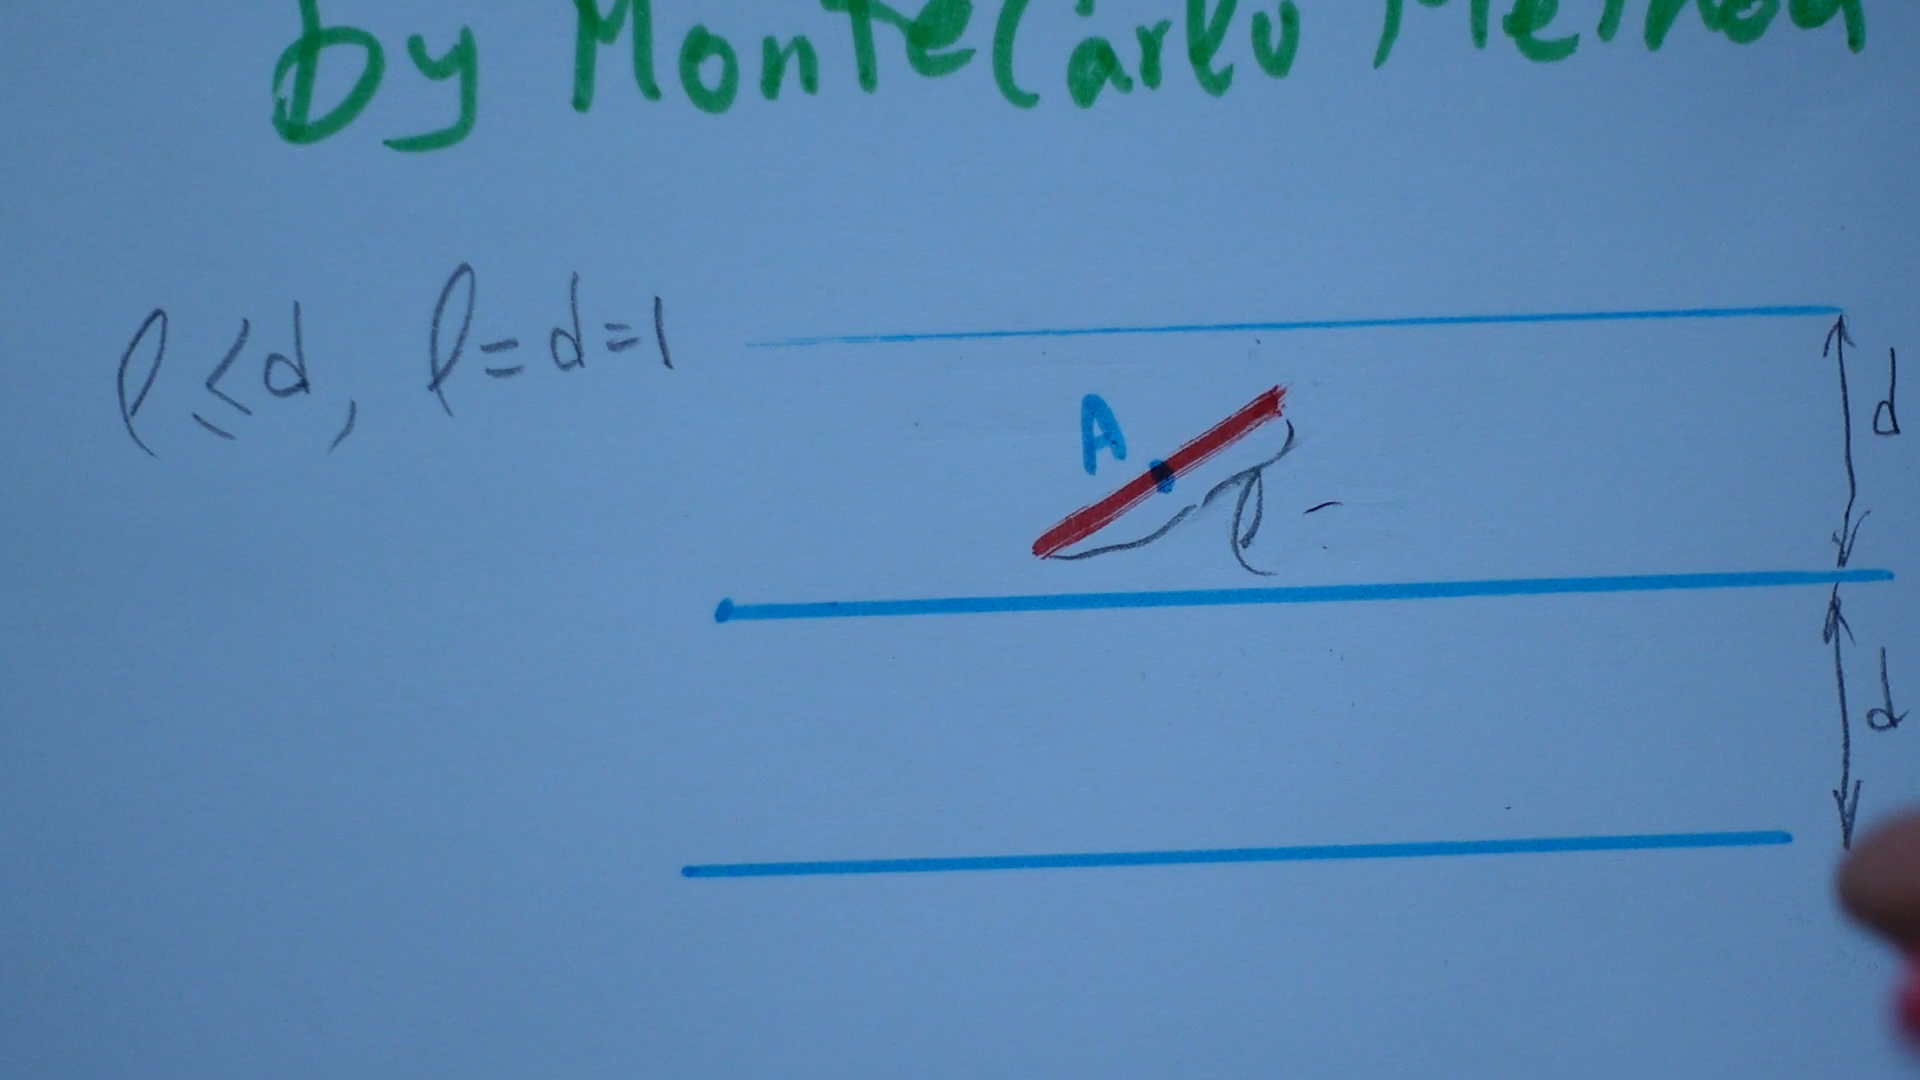 by Monte Carlo Method
l ≤ d, l = d = 1
d
A
l
d